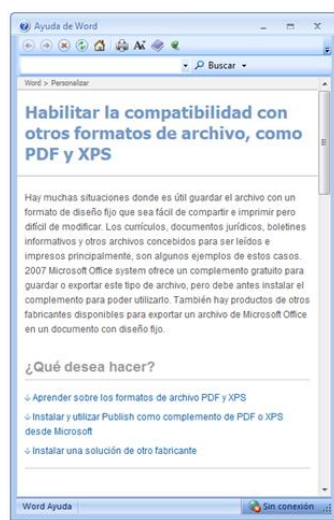 Ayuda de Word
Buscar
Word > Personalizar
Habilitar la compatibilidad con
otros formatos de archivo, como
PDF y XPS
Hay muchas situaciones donde es útil guardar el archivo con un
formato de diseño fijo que sea fácil de compartir e imprimir pero
difícil de modificar. Los currículos, documentos jurídicos, boletines
informativos y otros archivos concebidos para ser leídos e
impresos principalmente, son algunos ejemplos de estos casos.
2007 Microsoft Office system ofrece un complemento gratuito para
guardar o exportar este tipo de archivo, pero debe antes instalar el
complemento para poder utilizarlo. También hay productos de otros
fabricantes disponibles para exportar un archivo de Microsoft Office
en un documento con diseño fijo.
¿Qué desea hacer?
Aprender sobre los formatos de archivo PDF y XPS
Instalar y utilizar Publish como complemento de PDF o XPS
desde Microsoft
Instalar una solución de otro fabricante
Word Ayuda
Sin conexión